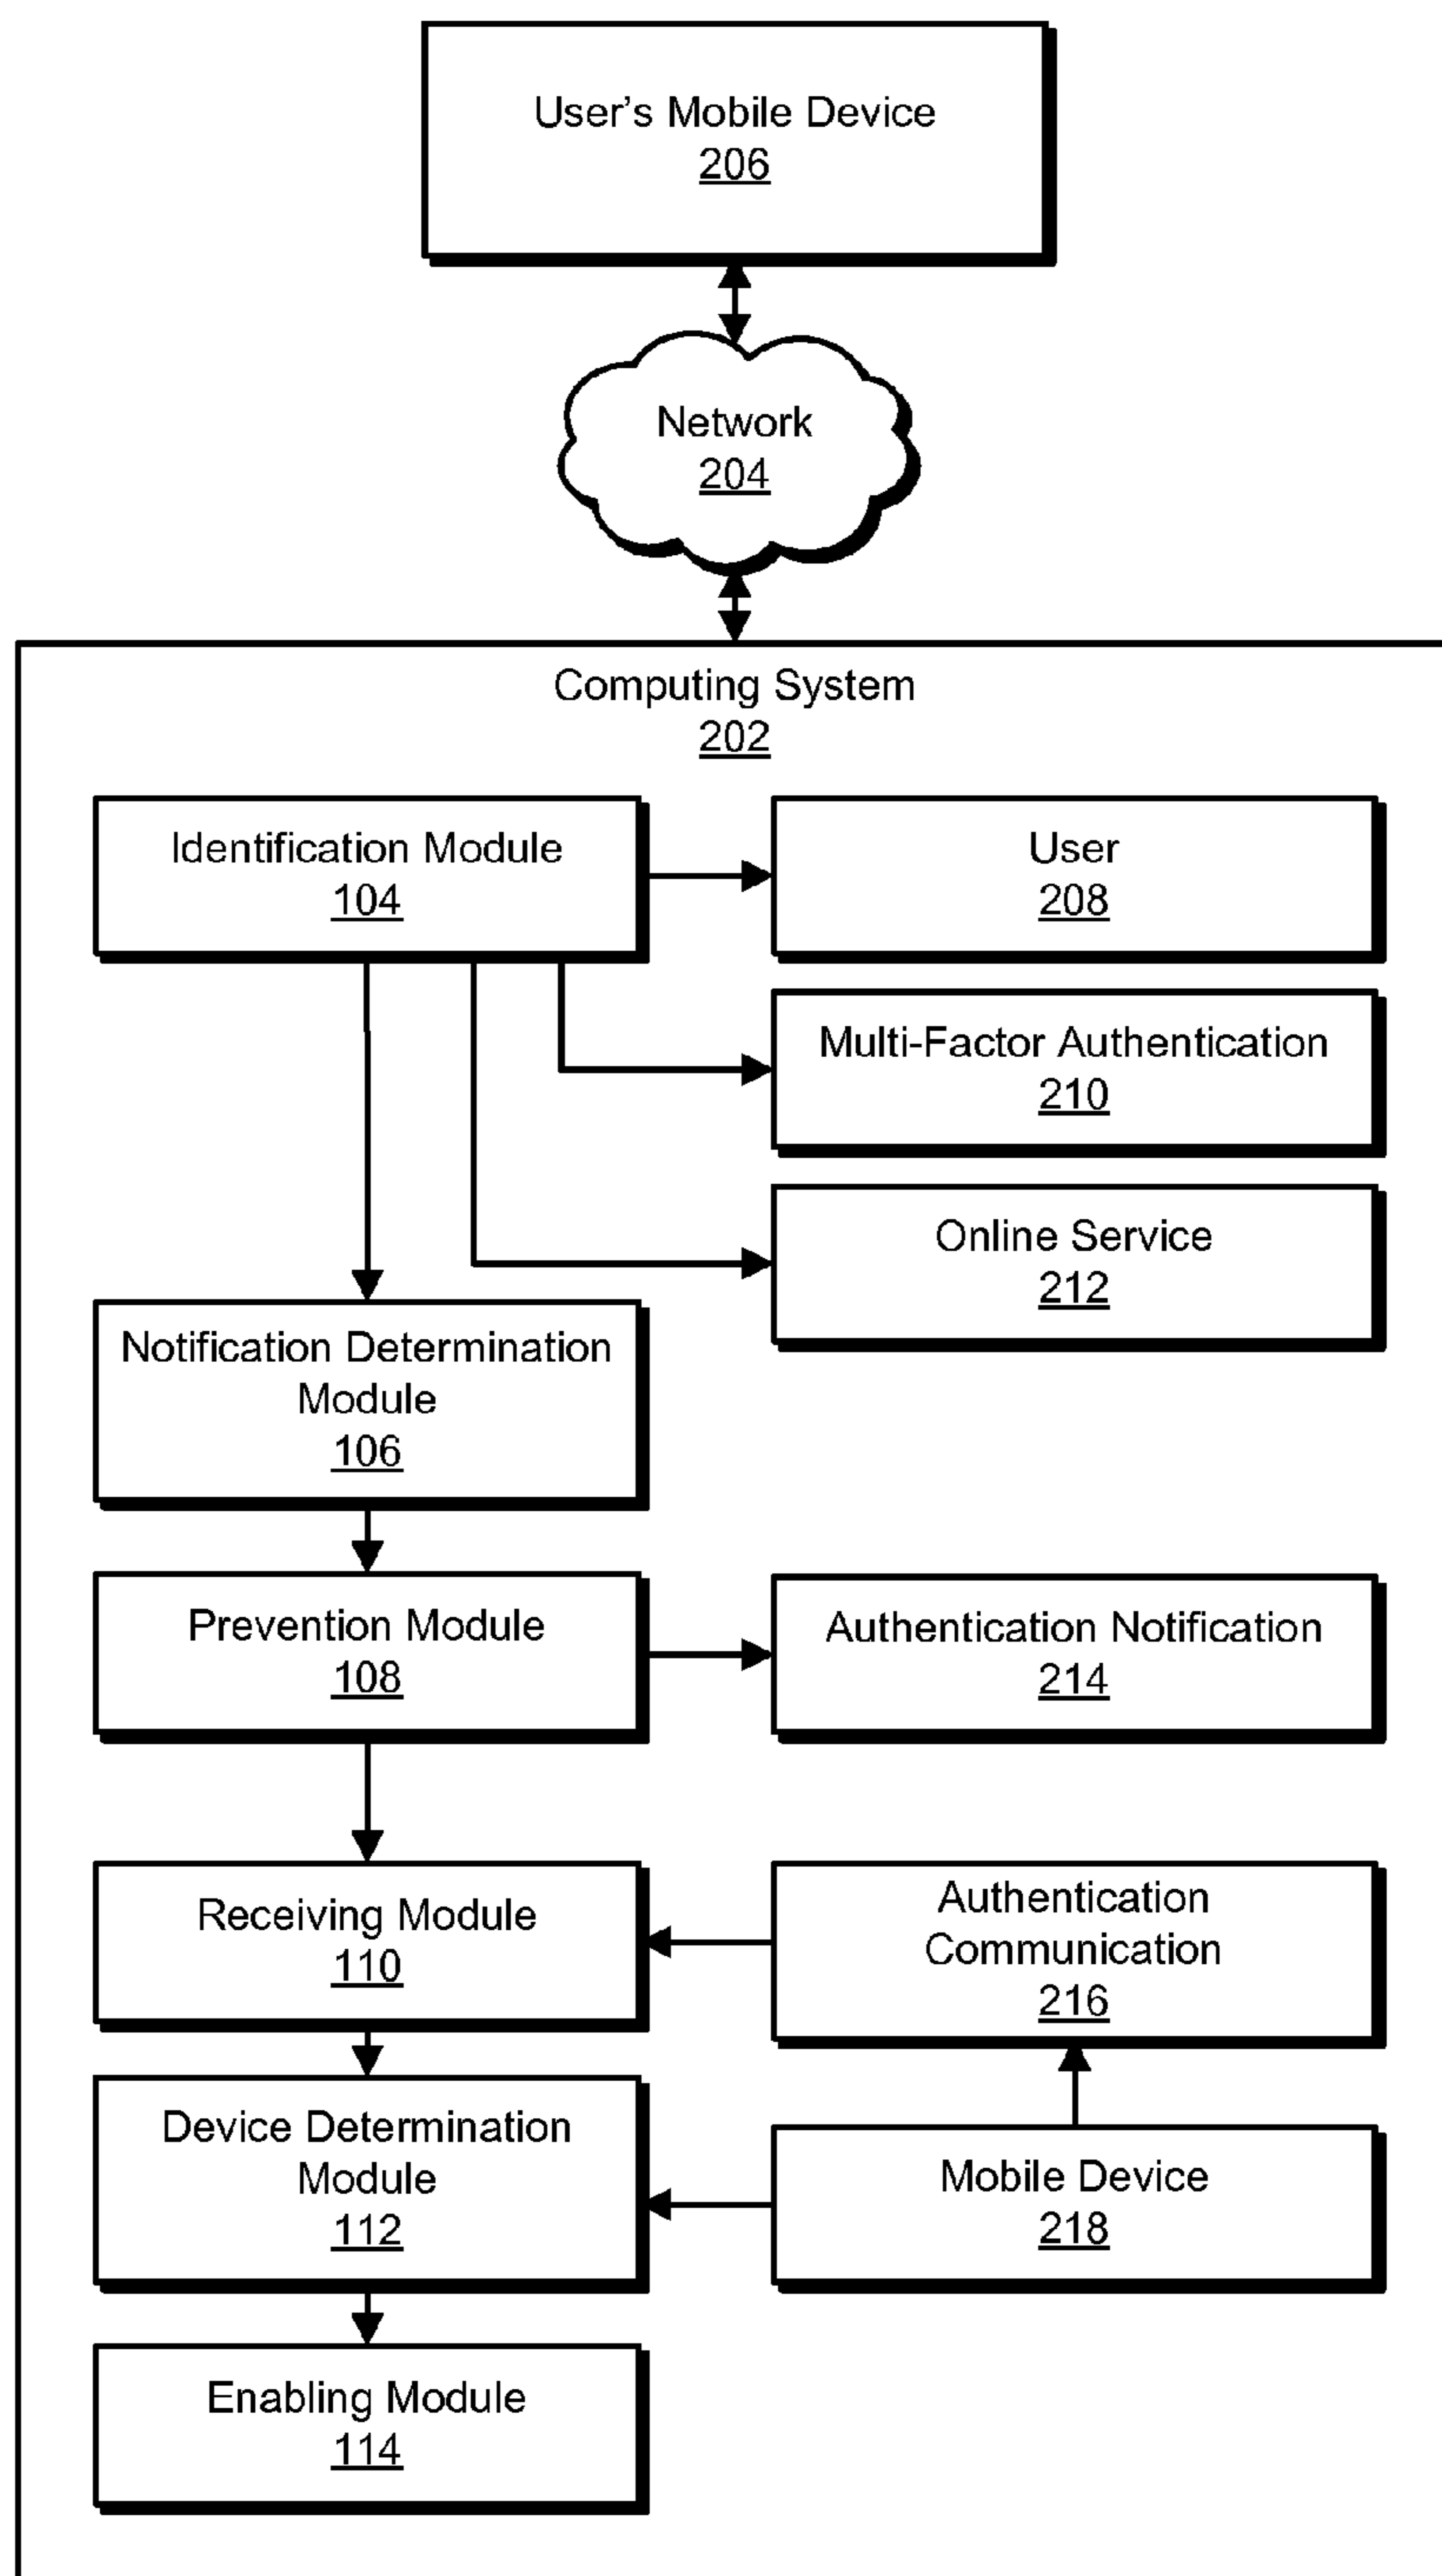 User's Mobile Device
206
Network
204
Computing System
202
Identification Module
104
User
208
Multi-Factor Authentication
210
Online Service
212
Notification Determination
Module
106
Prevention Module
108
Authentication Notification
214
Receiving Module
110
Authentication
Communication
216
Device Determination
Module
112
Mobile Device
218
Enabling Module
114